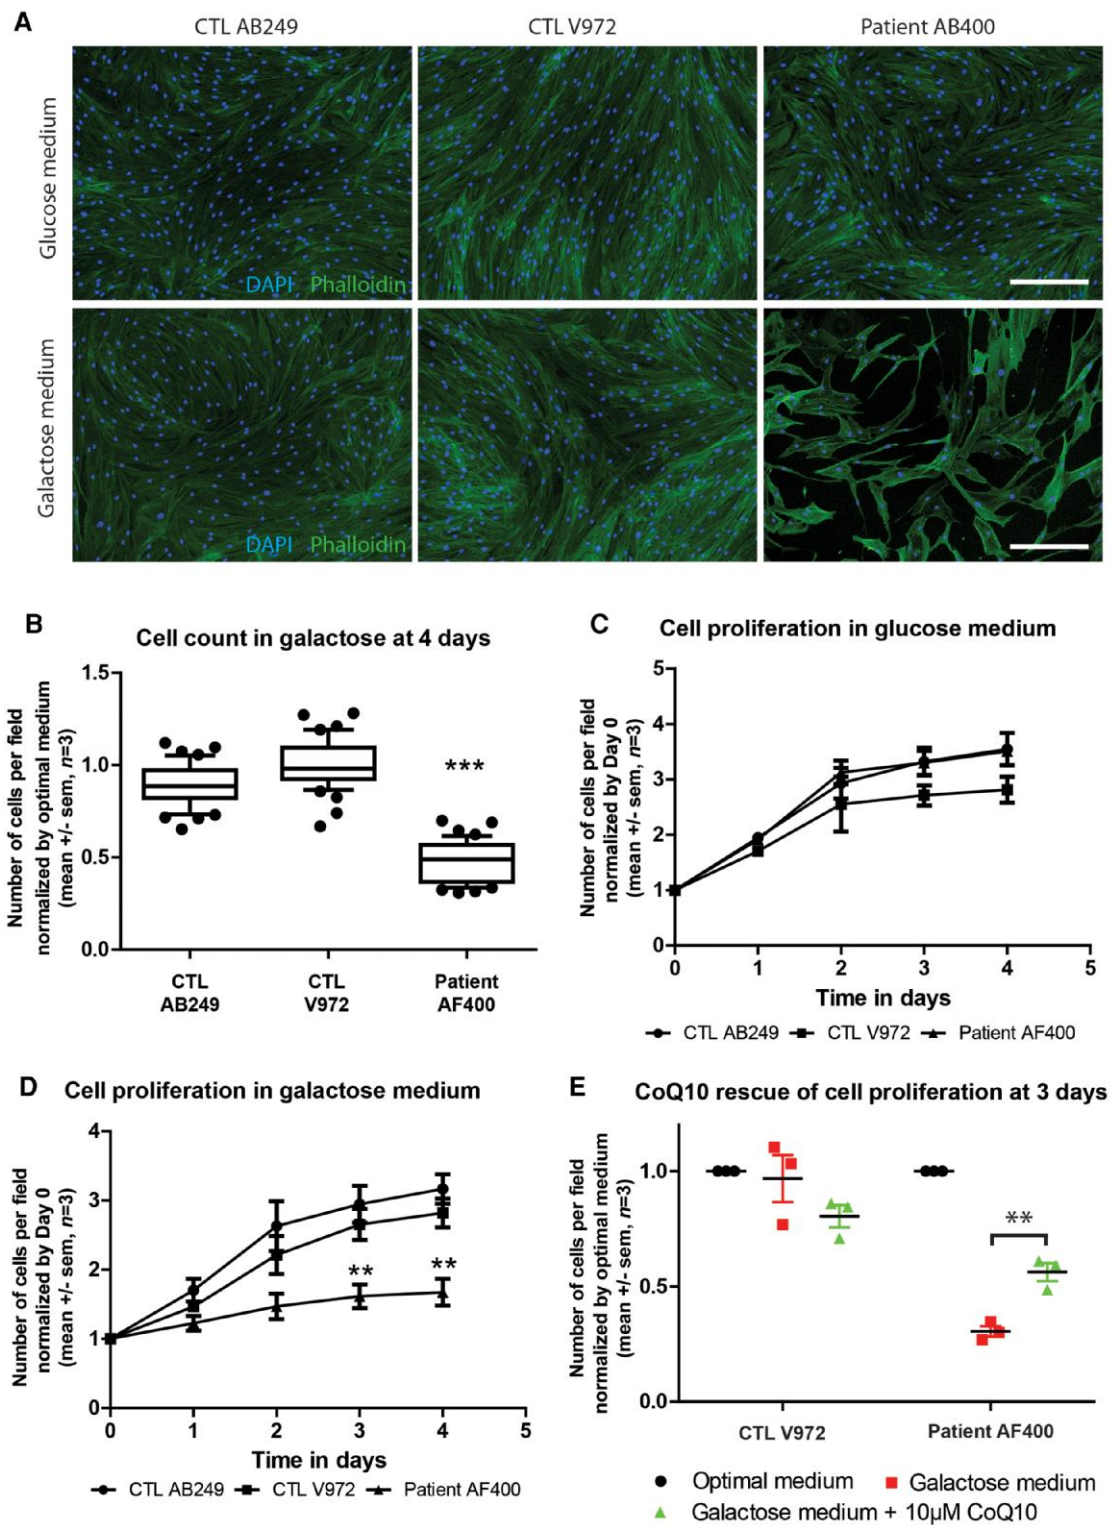 A
CTL AB249 CTL V972 Patient AB400
Glucose medium
DAPI Phalloidin
Galactose medium
DAPI Phalloidin
B
Cell count in galactose at 4 days
Number of cells per field
normalized by optimal medium
(mean +/- sem, n=3)
1.5
1.0
0.5
0.0
***
CTL AB249
CTL V972
Patient AF400
C
Cell proliferation in glucose medium
Number of cells per field
normalized by Day 0
(mean +/- sem, n=3)
5
4
3
2
1
0
0 1 2 3 4 5
Time in days
CTL AB249 CTL V972 Patient AF400
D
Cell proliferation in galactose medium
Number of cells per field
normalized by Day 0
(mean +/- sem, n=3)
4
3
2
1
0
** **
0 1 2 3 4 5
Time in days
CTL AB249 CTL V972 Patient AF400
E
CoQ10 rescue of cell proliferation at 3 days
Number of cells per field
normalized by optimal medium
(mean +/- sem, n=3)
1.0
0.5
0.0
**
CTL V972 Patient AF400
Optimal medium Galactose medium
Galactose medium + 10µM CoQ10